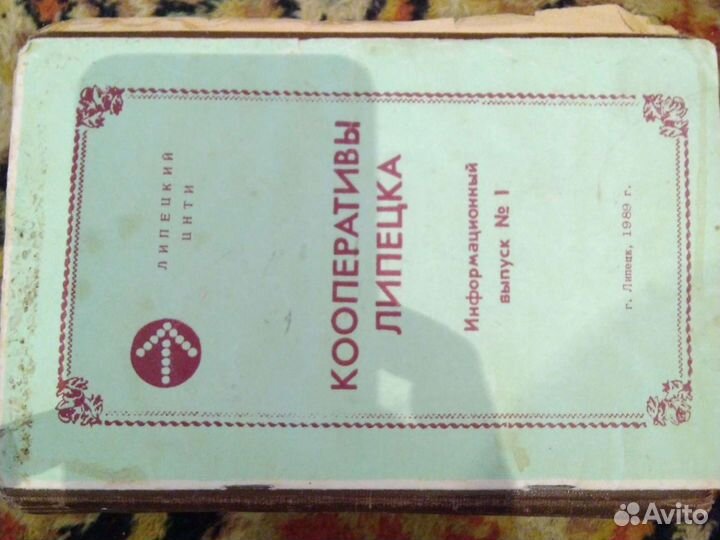 ЛИПЕЦКИЙ
ЦНТИ
КООПЕРАТИВЫ
ЛИПЕЦКА
Информационный
выпуск № 1
г. Липецк, 1989 г.
Avito